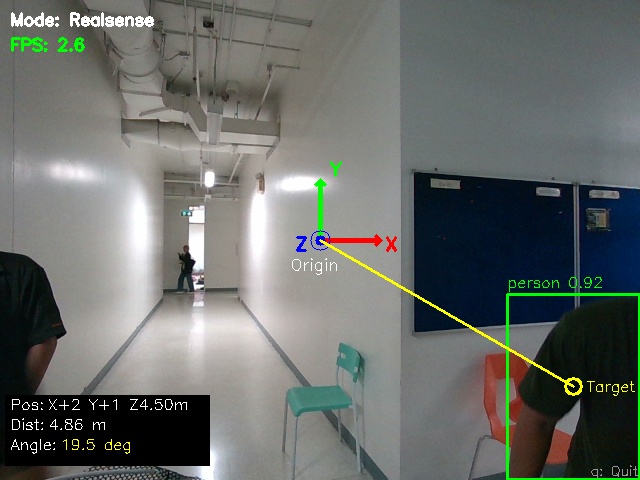 Mode: Realsense
FPS: 2.6
Y
Z
X
Origin
person 0.92
Target
Pos: X+2 Y+1 Z4.50m
Dist: 4.86 m
Angle: 19.5 deg
q: Quit